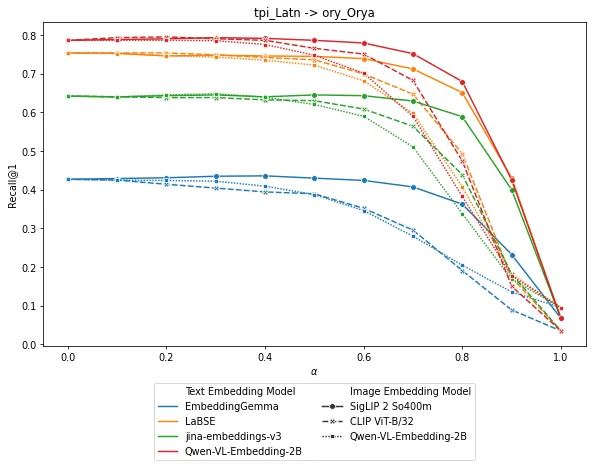 tpi_Latn -> ory_Orya
Recall@1
0.8
0.7
0.6
0.5
0.4
0.3
0.2
0.1
0.0
0.0
0.2
0.4
0.6
0.8
1.0
α
Text Embedding Model
EmbeddingGemma
LaBSE
jina-embeddings-v3
Qwen-VL-Embedding-2B
Image Embedding Model
SigLIP 2 So400m
CLIP ViT-B/32
Qwen-VL-Embedding-2B